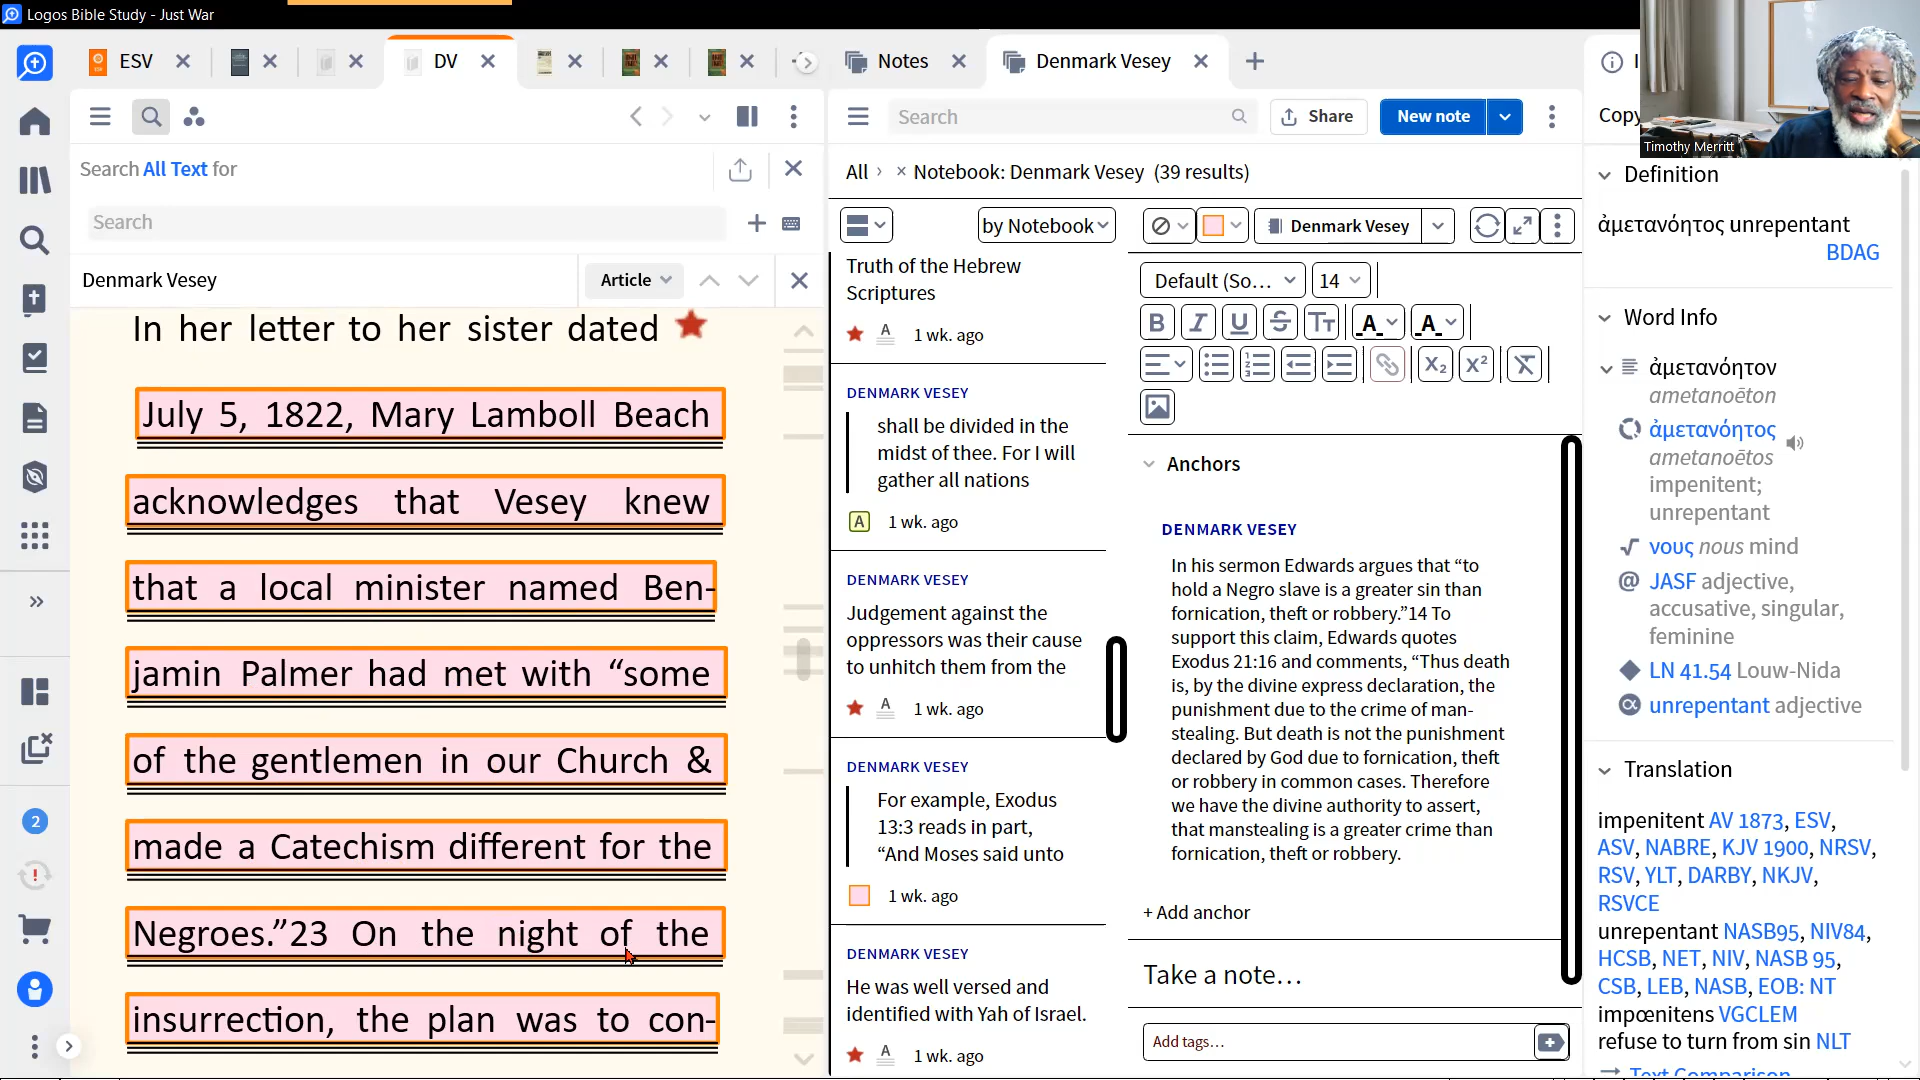 Logos Bible Study - Just War
ESV
DV
Search All Text for
Search
Denmark Vesey
Article
In her letter to her sister dated
July 5, 1822, Mary Lamboll Beach
acknowledges that Vesey knew
that a local minister named Ben-
jamin Palmer had met with “some
of the gentlemen in our Church &
made a Catechism different for the
Negroes.”23 On the night of the
insurrection, the plan was to con-
2
Notes
Denmark Vesey
Search
Share
New note
All › × Notebook: Denmark Vesey (39 results)
by Notebook
Truth of the Hebrew
Scriptures
A 1 wk. ago
DENMARK VESEY
shall be divided in the
midst of thee. For I will
gather all nations
A 1 wk. ago
DENMARK VESEY
Judgement against the
oppressors was their cause
to unhitch them from the
A 1 wk. ago
DENMARK VESEY
For example, Exodus
13:3 reads in part,
“And Moses said unto
1 wk. ago
DENMARK VESEY
He was well versed and
identified with Yah of Israel.
A 1 wk. ago
Denmark Vesey
Default (So... 14
B I U S Tт A A
X₂ X²
Anchors
DENMARK VESEY
In his sermon Edwards argues that “to
hold a Negro slave is a greater sin than
fornication, theft or robbery.”14 To
support this claim, Edwards quotes
Exodus 21:16 and comments, “Thus death
is, by the divine express declaration, the
punishment due to the crime of man-
stealing. But death is not the punishment
declared by God due to fornication, theft
or robbery in common cases. Therefore
we have the divine authority to assert,
that manstealing is a greater crime than
fornication, theft or robbery.
+ Add anchor
Take a note…
Add tags…
Copy
Timothy Merritt
Definition
ἀμετανόητος unrepentant
BDAG
Word Info
ἀμετανόητον
ametanoēton
ἀμετανόητος
ametanoētos
impenitent;
unrepentant
νους nous mind
@ JASF adjective,
accusative, singular,
feminine
LN 41.54 Louw-Nida
unrepentant adjective
Translation
impenitent AV 1873, ESV,
ASV, NABRE, KJV 1900, NRSV,
RSV, YLT, DARBY, NKJV,
RSVCE
unrepentant NASB95, NIV84,
HCSB, NET, NIV, NASB 95,
CSB, LEB, NASB, EOB: NT
impœnitens VGCLEM
refuse to turn from sin NLT
Text Comparison